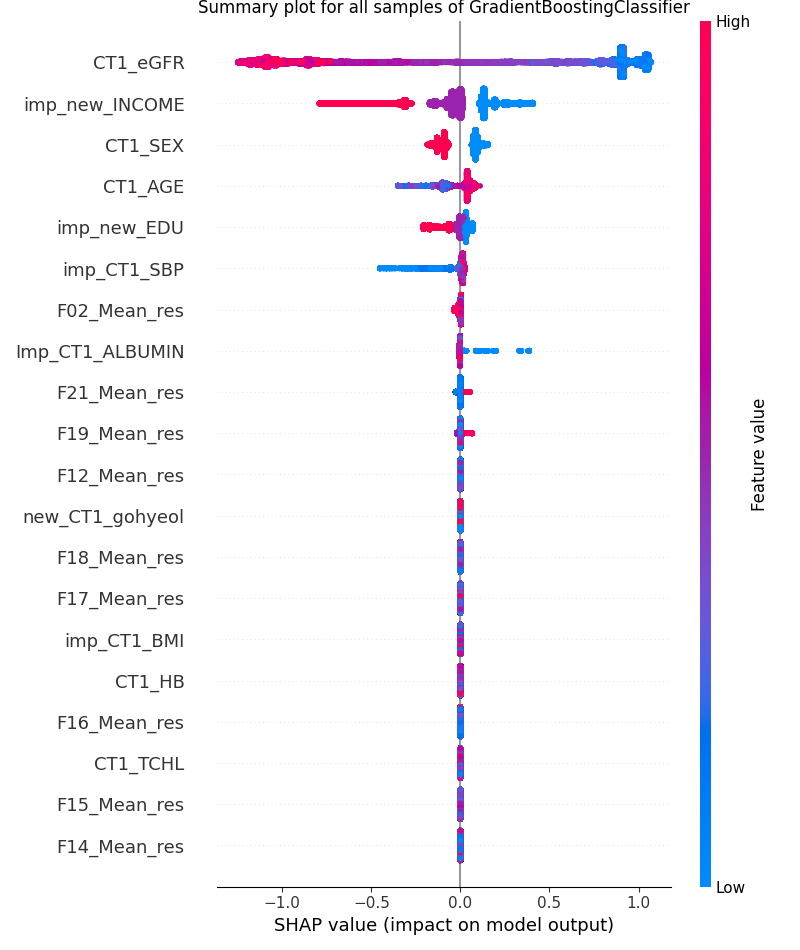 Summary plot for all samples of GradientBoostingClassifier
High
CT1_eGFR
imp_new_INCOME
CT1_SEX
CT1_AGE
imp_new_EDU
imp_CT1_SBP
F02_Mean_res
Imp_CT1_ALBUMIN
F21_Mean_res
F19_Mean_res
F12_Mean_res
new_CT1_gohyeol
F18_Mean_res
F17_Mean_res
imp_CT1_BMI
CT1_HB
F16_Mean_res
CT1_TCHL
F15_Mean_res
F14_Mean_res
Feature value
Low
−1.0 −0.5 0.0 0.5 1.0
SHAP value (impact on model output)